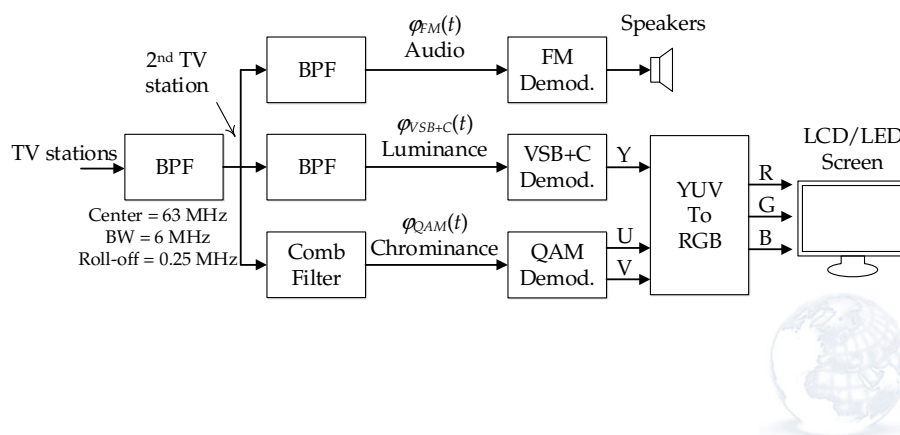 φFM(t)
Audio
Speakers
2nd TV
station
BPF
FM
Demod.
φVSB+C(t)
Luminance
TV stations
BPF
BPF
VSB+C
Demod.
Y
YUV
To
RGB
LCD/LED
Screen
R
G
B
Center = 63 MHz
BW = 6 MHz
Roll-off = 0.25 MHz
φQAM(t)
Chrominance
Comb
Filter
QAM
Demod.
U
V